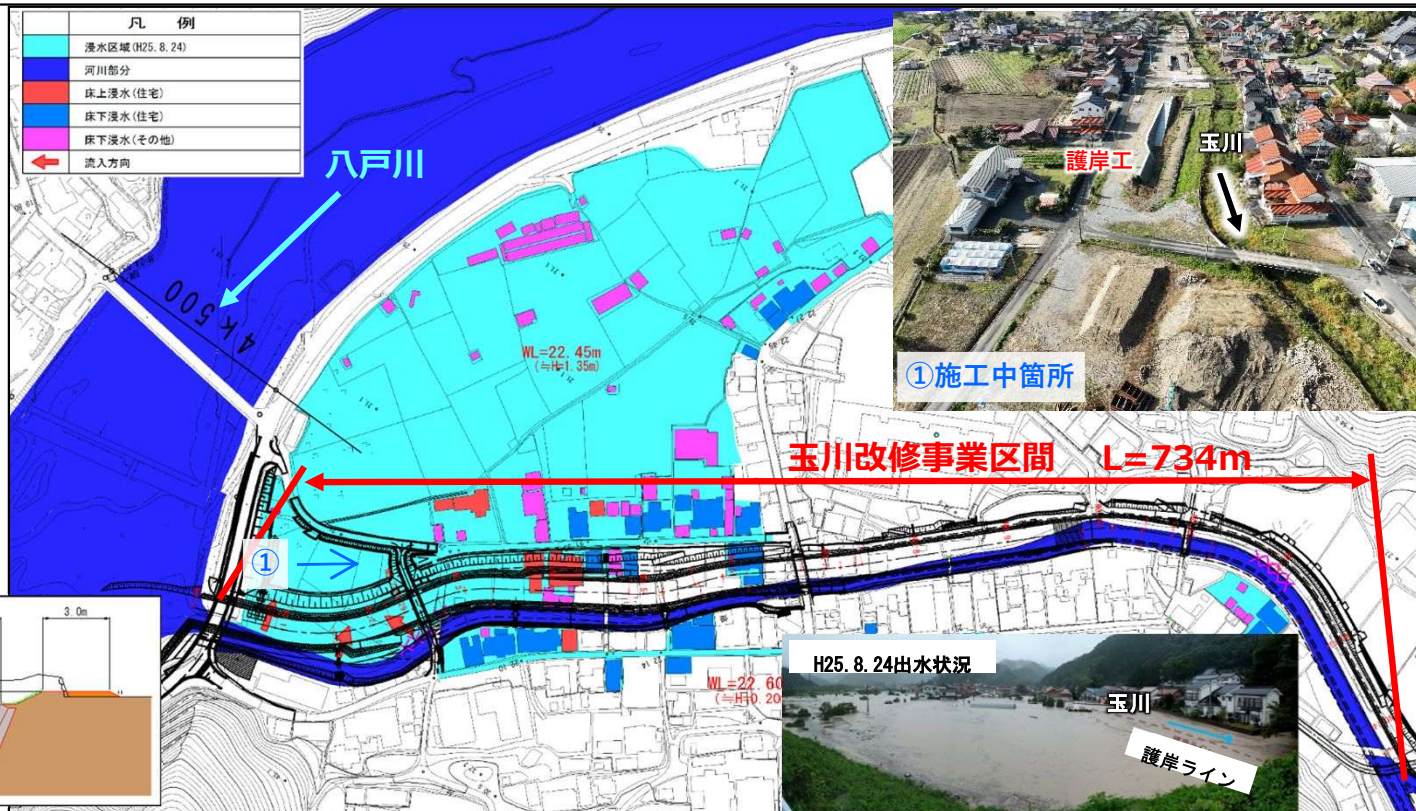 凡 例
浸水区域(H25.8.24)
河川部分
床上浸水(住宅)
床下浸水(住宅)
床下浸水(その他)
流入方向
八戸川
4k500
WL=22.45m
(≒H=1.35m)
護岸工
玉川
①施工中箇所
玉川改修事業区間 L=734m
①
3.0m
WL=22.60
(≒H=0.20
H25.8.24出水状況
玉川
護岸ライン